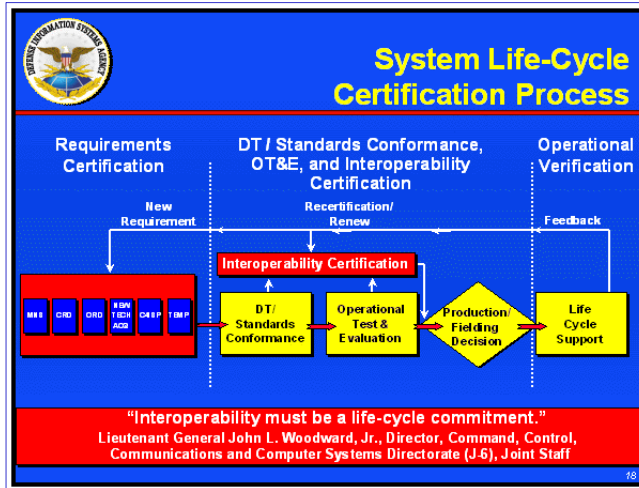 DEFENSE INFORMATION SYSTEMS AGENCY
System Life-Cycle
Certification Process
Requirements
Certification
DT / Standards Conformance,
OT&E, and Interoperability
Certification
Operational
Verification
New
Requirement
Recertification/
Renew
Feedback
Interoperability Certification
MNS
CRD
ORD
NEW
TECH
ACQ
C4ISP
TEMP
DT/
Standards
Conformance
Operational
Test &
Evaluation
Production/
Fielding
Decision
Life
Cycle
Support
“Interoperability must be a life-cycle commitment.”
Lieutenant General John L. Woodward, Jr., Director, Command, Control,
Communications and Computer Systems Directorate (J-6), Joint Staff
18